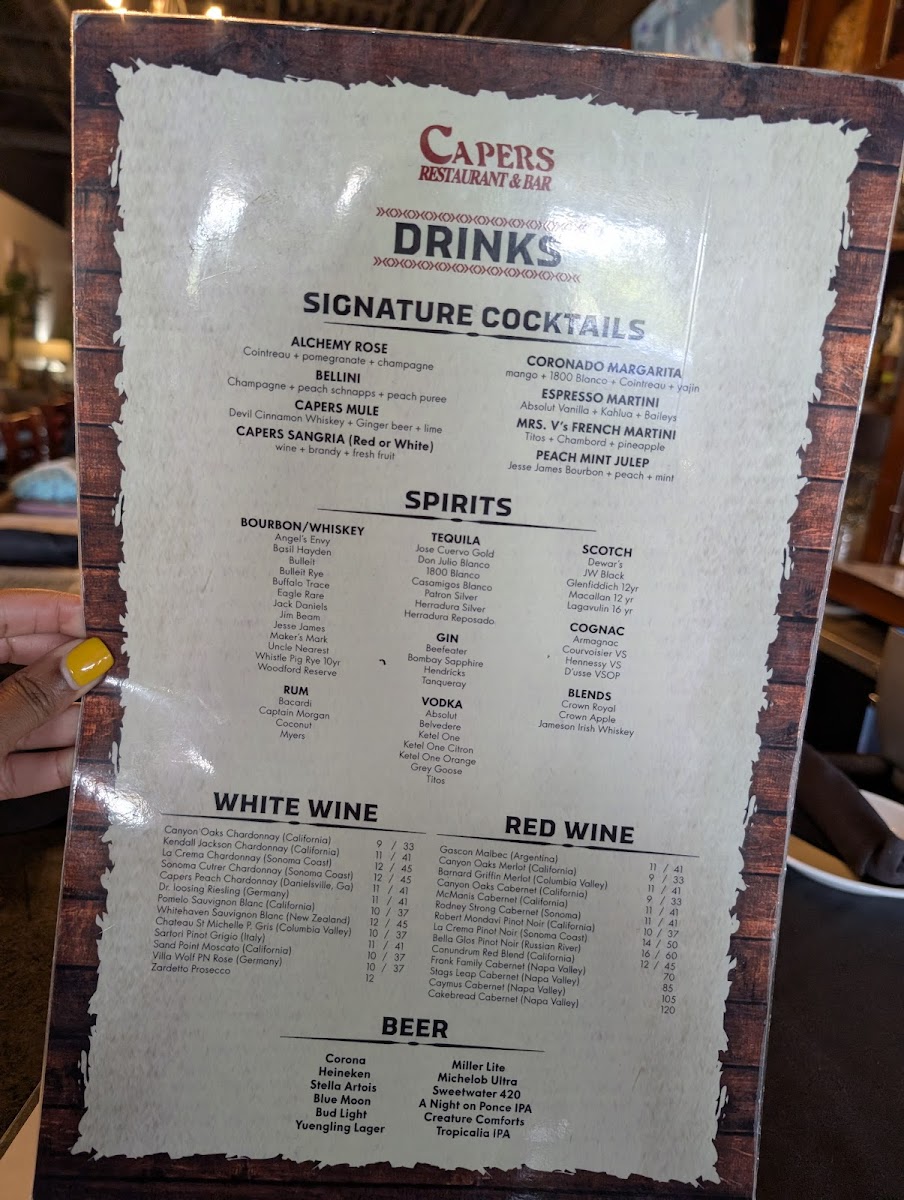 CAPERS
RESTAURANT & BAR
DRINKS
SIGNATURE COCKTAILS
ALCHEMY ROSE
Cointreau + pomegranate + champagne
BELLINI
Champagne + peach schnapps + peach puree
CAPERS MULE
Devil Cinnamon Whiskey + Ginger beer + lime
CAPERS SANGRIA (Red or White)
wine + brandy + fresh fruit
CORONADO MARGARITA
mango + 1800 Blanco + Cointreau + yajin
ESPRESSO MARTINI
Absolut Vanilla + Kahlua + Baileys
MRS. V's FRENCH MARTINI
Titos + Chambord + pineapple
PEACH MINT JULEP
Jesse James Bourbon + peach + mint
SPIRITS
BOURBON/WHISKEY
Angel's Envy
Basil Hayden
Bulleit
Bulleit Rye
Buffalo Trace
Eagle Rare
Jack Daniels
Jim Beam
Jesse James
Maker's Mark
Uncle Nearest
Whistle Pig Rye 10yr
Woodford Reserve
RUM
Bacardi
Captain Morgan
Coconut
Myers
TEQUILA
Jose Cuervo Gold
Don Julio Blanco
1800 Blanco
Casamigos Blanco
Patron Silver
Herradura Silver
Herradura Reposado
GIN
Beefeater
Bombay Sapphire
Hendricks
Tanqueray
VODKA
Absolut
Belvedere
Ketel One
Ketel One Citron
Ketel One Orange
Grey Goose
Titos
SCOTCH
Dewar's
JW Black
Glenfiddich 12yr
Macallan 12 yr
Lagavulin 16 yr
COGNAC
Armagnac
Courvoisier VS
Hennessy VS
D'usse VSOP
BLENDS
Crown Royal
Crown Apple
Jameson Irish Whiskey
WHITE WINE
Canyon Oaks Chardonnay (California) 9 / 33
Kendall Jackson Chardonnay (California) 11 / 41
La Crema Chardonnay (Sonoma Coast) 12 / 45
Sonoma Cutrer Chardonnay (Sonoma Coast) 12 / 45
Capers Peach Chardonnay (Danielsville, Ga) 11 / 41
Dr. loosing Riesling (Germany) 11 / 41
Pomelo Sauvignon Blanc (California) 10 / 37
Whitehaven Sauvignon Blanc (New Zealand) 12 / 45
Chateau St Michelle P. Gris (Columbia Valley) 10 / 37
Sartori Pinot Grigio (Italy) 11 / 41
Sand Point Moscato (California) 10 / 37
Villa Wolf PN Rose (Germany) 10 / 37
Zardetto Prosecco 12
RED WINE
Gascon Malbec (Argentina) 11 / 41
Canyon Oaks Merlot (California) 9 / 33
Barnard Griffin Merlot (Columbia Valley) 11 / 41
Canyon Oaks Cabernet (California) 9 / 33
McManis Cabernet (California) 11 / 41
Rodney Strong Cabernet (Sonoma) 11 / 41
Robert Mondavi Pinot Noir (California) 10 / 37
La Crema Pinot Noir (Sonoma Coast) 14 / 50
Bella Glos Pinot Noir (Russian River) 16 / 60
Conundrum Red Blend (California) 12 / 45
Frank Family Cabernet (Napa Valley) 70
Stags Leap Cabernet (Napa Valley) 85
Caymus Cabernet (Napa Valley) 105
Cakebread Cabernet (Napa Valley) 120
BEER
Corona
Heineken
Stella Artois
Blue Moon
Bud Light
Yuengling Lager
Miller Lite
Michelob Ultra
Sweetwater 420
A Night on Ponce IPA
Creature Comforts
Tropicalia IPA